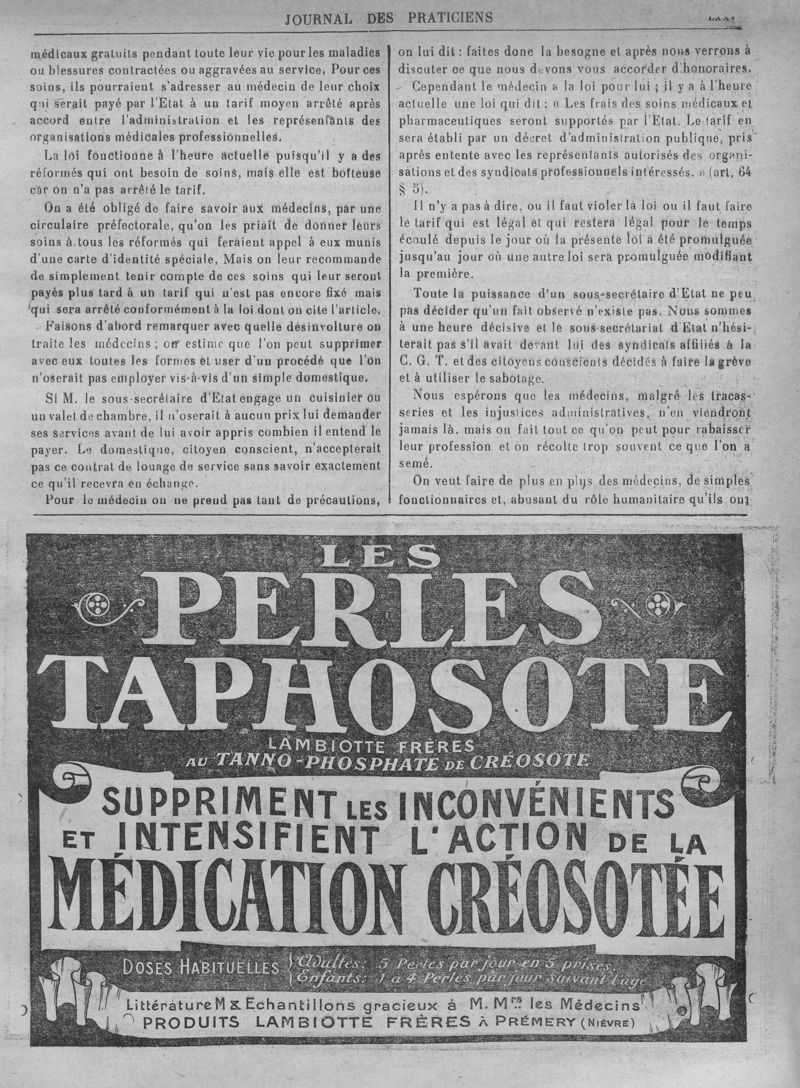 JOURNAL DES PRATICIENS
médicaux gratuits pendant toute leur vie pour les maladies
ou blessures contractées ou aggravées au service. Pour ces
soins, ils pourraient s'adresser au médecin de leur choix
qui serait payé par l'Etat à un tarif moyen arrêté après
accord entre l'administration et les représentants des
organisations médicales professionnelles.
La loi fonctionne à l'heure actuelle puisqu'il y a des
réformés qui ont besoin de soins, mais elle est boiteuse
car on n'a pas arrêté le tarif.
On a été obligé de faire savoir aux médecins, par une
circulaire préfectorale, qu'on les priait de donner leurs
soins à tous les réformés qui feraient appel à eux munis
d'une carte d'identité spéciale, Mais on leur recommande
de simplement tenir compte de ces soins qui leur seront
payés plus tard à un tarif qui n'est pas encore fixé mais
qui sera arrêté conformément à la loi dont on cite l'article.
Faisons d'abord remarquer avec quelle désinvolture on
traite les médecins ; on estime que l'on peut supprimer
avec eux toutes les formes et user d'un procédé que l'on
n'oserait pas employer vis-à-vis d'un simple domestique.
Si M. le sous-secrétaire d'Etat engage un cuisinier ou
un valet de chambre, il n'oserait à aucun prix lui demander
ses services avant de lui avoir appris combien il entend le
payer. Le domestique, citoyen conscient, n'accepterait
pas ce contrat de louage de service sans savoir exactement
ce qu'il recevra en échange.
Pour le médecin on ne prend pas tant de précautions,
on lui dit : faites donc la besogne et après nous verrons à
discuter ce que nous devons vous accorder d'honoraires.
Cependant le médecin a la loi pour lui ; il y a à l'heure
actuelle une loi qui dit : « Les frais des soins médicaux et
pharmaceutiques seront supportés par l'Etat. Le tarif en
sera établi par un décret d'administration publique, pris
après entente avec les représentants autorisés des organi-
sations et des syndicats professionnels intéressés. » (art, 64
§ 5).
Il n'y a pas à dire, ou il faut violer la loi ou il faut faire
le tarif qui est légal et qui restera légal pour le temps
écoulé depuis le jour où la présente loi a été promulguée
jusqu'au jour où une autre loi sera promulguée modifiant
la première.
Toute la puissance d'un sous-secrétaire d'Etat ne peu
pas décider qu'un fait observé n'existe pas. Nous sommes
à une heure décisive et le sous-secrétariat d'Etat n'hési-
terait pas s'il avait devant lui des syndicats affiliés à la
C. G. T. et des citoyens conscients décidés à faire la grève
et à utiliser le sabotage.
Nous espérons que les médecins, malgré les tracas-
series et les injustices administratives, n'en viendront
jamais là, mais on fait tout ce qu'on peut pour rabaisser
leur profession et on récolte trop souvent ce que l'on a
semé.
On veut faire de plus en plus des médecins, de simples
fonctionnaires et, abusant du rôle humanitaire qu'ils ont
LES
PERLES
TAPHOSOTE
LAMBIOTTE FRÈRES
AU TANNO-PHOSPHATE DE CRÉOSOTE
SUPPRIMENT LES INCONVÉNIENTS
ET INTENSIFIENT L'ACTION DE LA
MÉDICATION CRÉOSOTÉE
DOSES HABITUELLES { Adultes: 5 Perles par jour en 5 prises.
Enfants: 1 à 4 Perles par jour suivant l'âge
Littérature M & Echantillons gracieux à M. Mrs les Médecins
PRODUITS LAMBIOTTE FRÈRES À PRÉMERY (NIÈVRE)